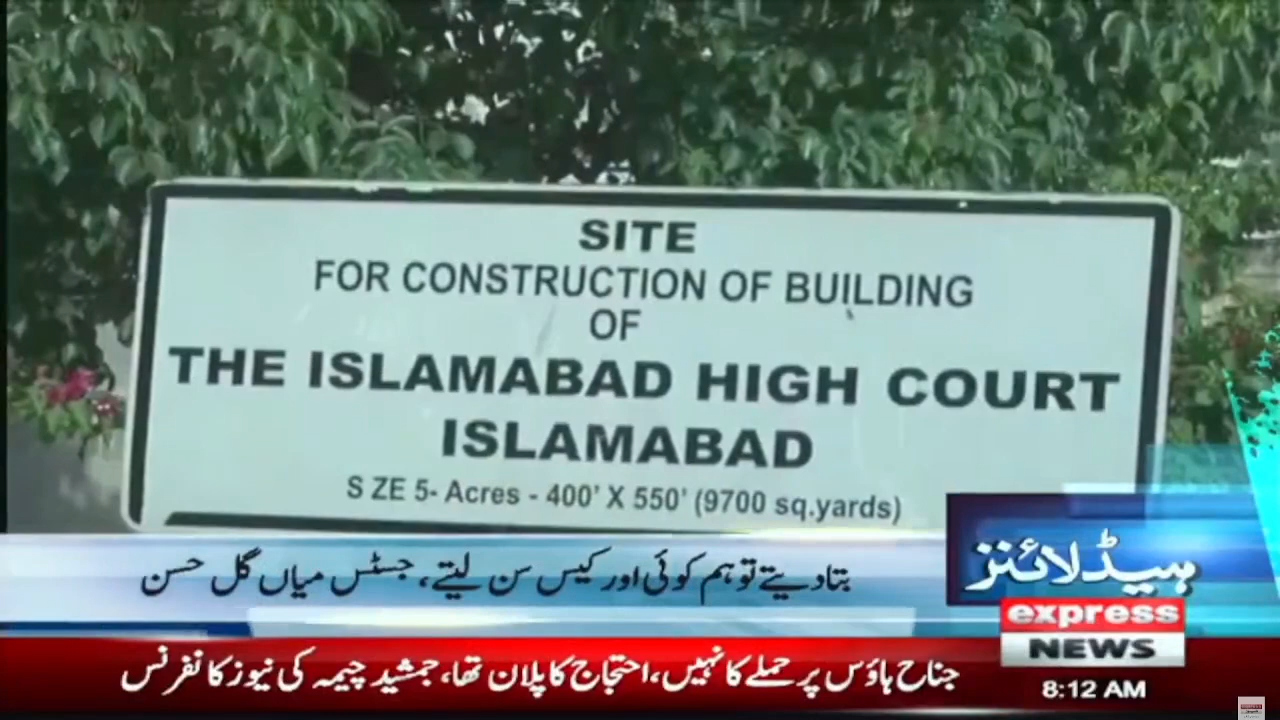 SITE
FOR CONSTRUCTION OF BUILDING
OF
THE ISLAMABAD HIGH COURT
ISLAMABAD
S ZE 5- Acres - 400' X 550' (9700 sq.yards)
بتادیتے تو ہم کوئی اور کیس سن لیتے، جسٹس میاں گل حسن
ہیڈلائنز
express
NEWS
جناح ہاؤس پر حملے کا نہیں، احتجاج کا پلان تھا، جمشید چیمہ کی نیوز کانفرنس
8:12 AM